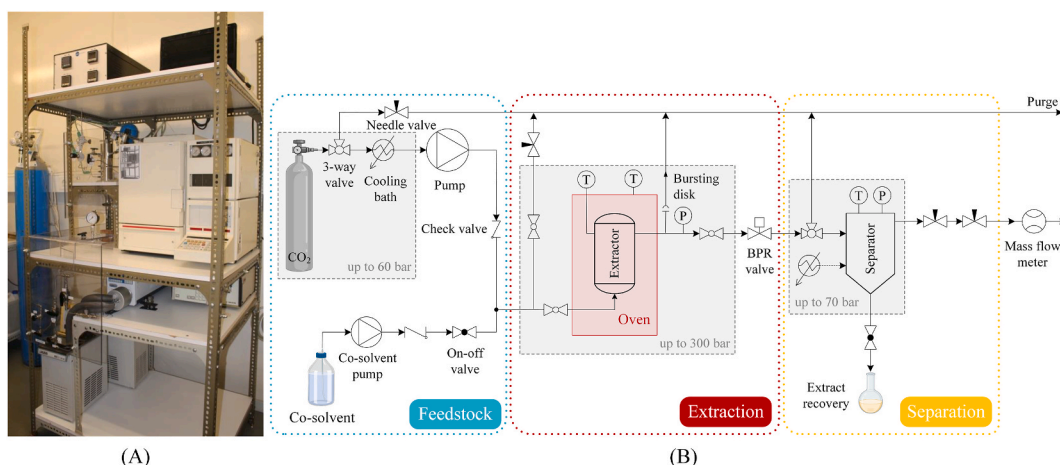 Purge
Needle valve
3-way
valve
Cooling
bath
Pump
CO2
up to 60 bar
Check valve
Co-solvent
pump
On-off
valve
Co-solvent
Feedstock
T
T
Bursting
disk
P
Extractor
Oven
BPR
valve
up to 300 bar
Extraction
T
P
Separator
Mass flow
meter
up to 70 bar
Extract
recovery
Separation
(A)
(B)